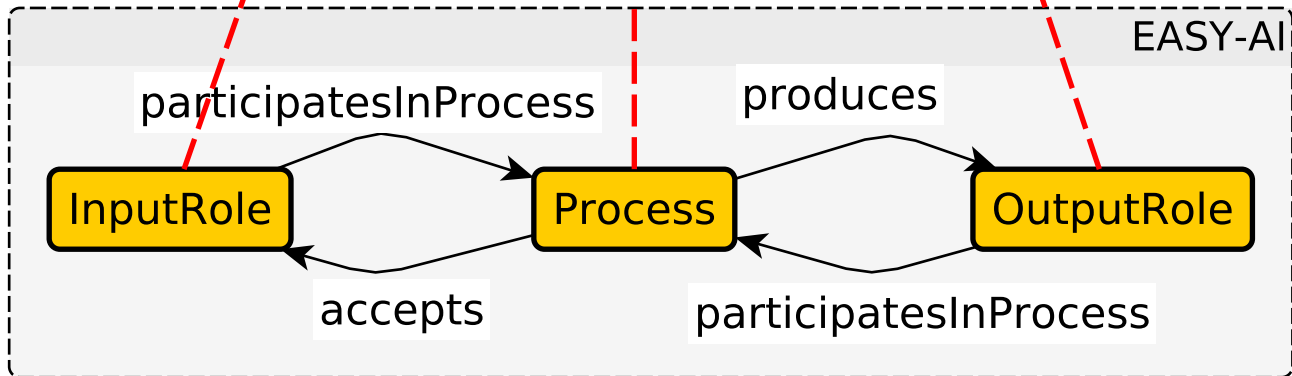 EASY-AI
participatesInProcess
produces
InputRole
Process
OutputRole
accepts
participatesInProcess